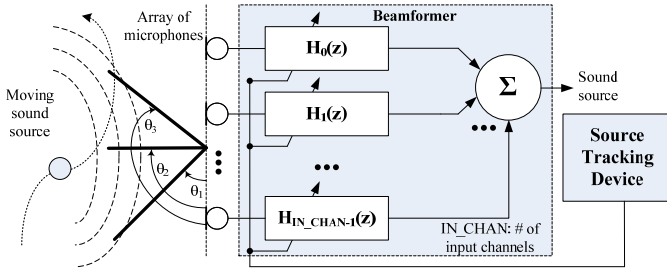 Array of
microphones
Beamformer
H₀(z)
Moving
sound
source
θ₃
θ₂
θ₁
H₁(z)
Σ
Sound
source
Source
Tracking
Device
H_IN_CHAN-1(z)
IN_CHAN: # of
input channels